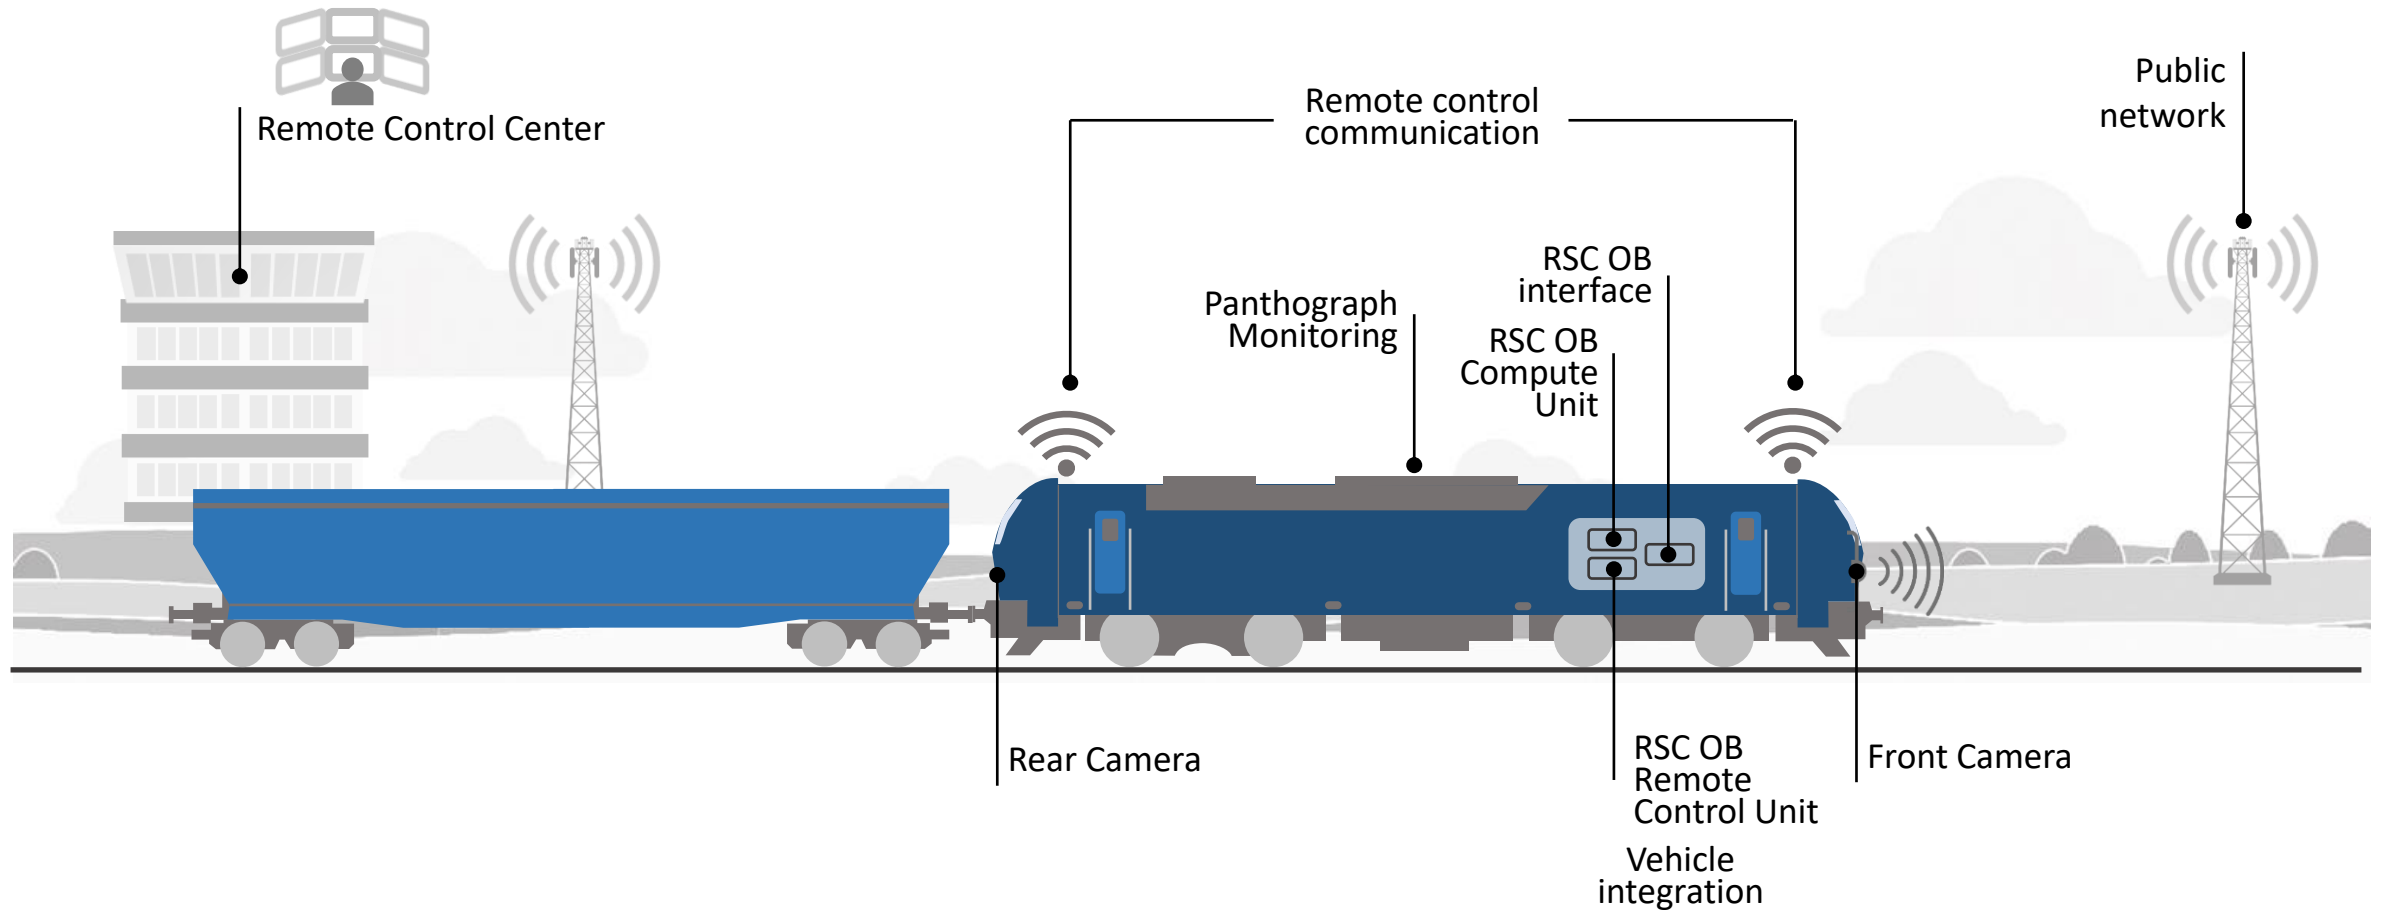 Remote Control Center
Remote control
communication
Public
network
RSC OB
interface
Panthograph
Monitoring
RSC OB
Compute
Unit
Rear Camera
RSC OB
Remote
Control Unit
Front Camera
Vehicle
integration